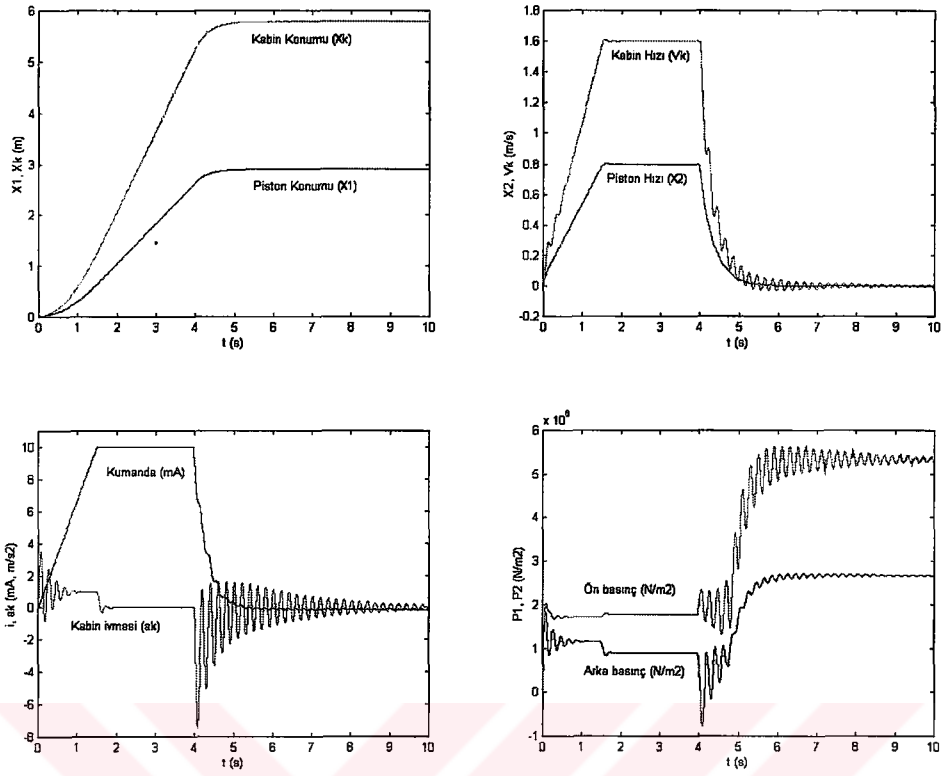 X1, Xk (m)
6
5
4
3
2
1
0
Kabin Konumu (Xk)
Piston Konumu (X1)
0 1 2 3 4 5 6 7 8 9 10
t (s)
X2, Vk (m/s)
1.8
1.6
1.4
1.2
1
0.8
0.6
0.4
0.2
0
-0.2
Kabin Hızı (Vk)
Piston Hızı (X2)
0 1 2 3 4 5 6 7 8 9 10
t (s)
i, ak (mA, m/s2)
10
8
6
4
2
0
-2
-4
-6
-8
Kumanda (mA)
Kabin ivmesi (ak)
0 1 2 3 4 5 6 7 8 9 10
t (s)
P1, P2 (N/m2)
6
5
4
3
2
1
0
-1
Ön basınç (N/m2)
Arka basınç (N/m2)
0 1 2 3 4 5 6 7 8 9 10
t (s)